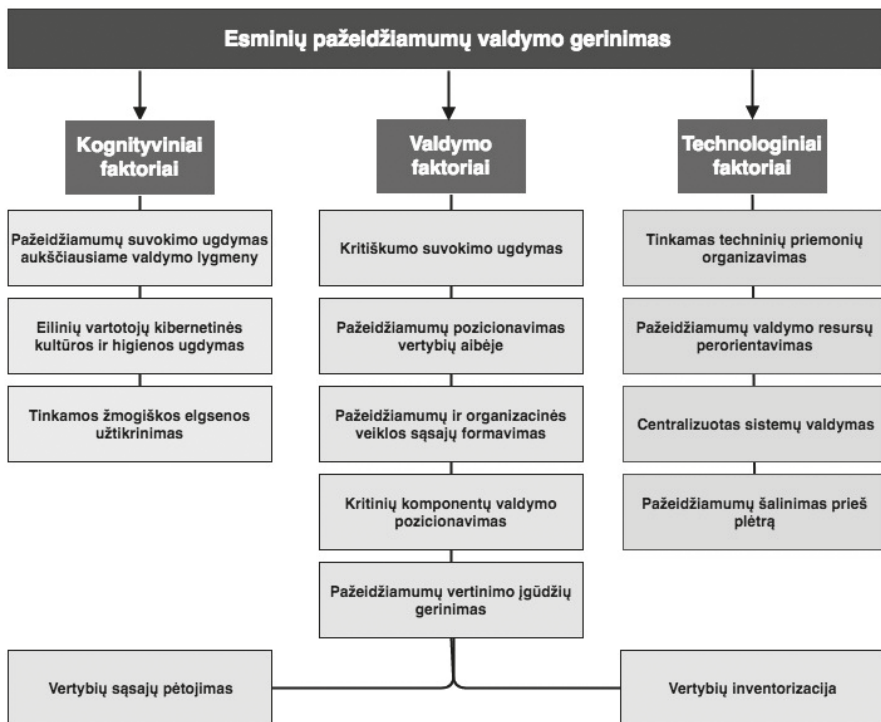 Esminių pažeidžiamumų valdymo gerinimas
Kognityviniai
faktoriai
Pažeidžiamumų suvokimo ugdymas
aukščiausiame valdymo lygmeny
Eilinių vartotojų kibernetinės
kultūros ir higienos ugdymas
Tinkamos žmogiškos elgsenos
užtikrinimas
Valdymo
faktoriai
Kritiškumo suvokimo ugdymas
Pažeidžiamumų pozicionavimas
vertybių aibėje
Pažeidžiamumų ir organizacinės
veiklos sąsajų formavimas
Kritinių komponentų valdymo
pozicionavimas
Pažeidžiamumų vertinimo įgūdžių
gerinimas
Technologiniai
faktoriai
Tinkamas techninių priemonių
organizavimas
Pažeidžiamumų valdymo resursų
perorientavimas
Centralizuotas sistemų valdymas
Pažeidžiamumų šalinimas prieš
plėtrą
Vertybių sąsajų pėtojimas
Vertybių inventorizacija